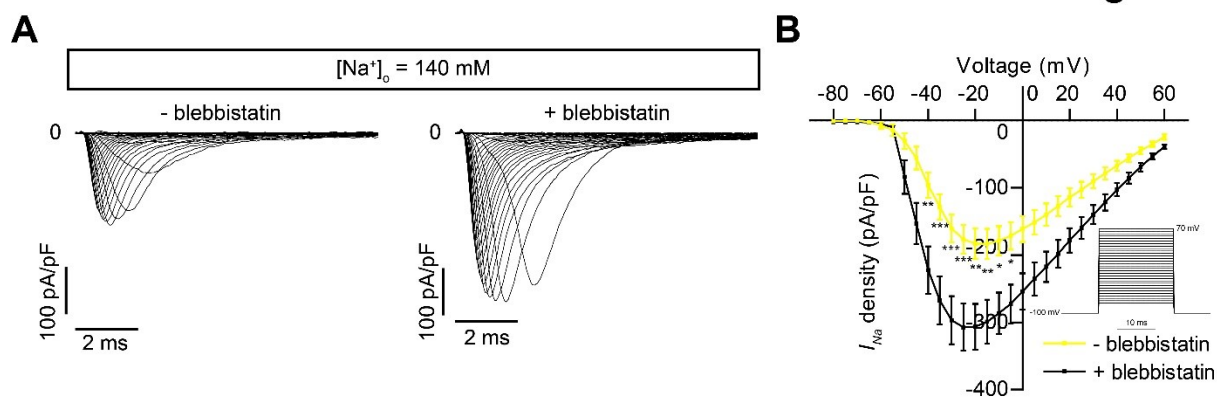 A
[Na⁺]ₒ = 140 mM
- blebbistatin
+ blebbistatin
0
0
100 pA/pF
2 ms
100 pA/pF
2 ms
B
Voltage (mV)
-80 -60 -40 -20 0 20 40 60
0
-100
-200
-300
-400
I_Na density (pA/pF)
**
***
***
***
**
**
*
*
70 mV
-100 mV
10 ms
- blebbistatin
+ blebbistatin